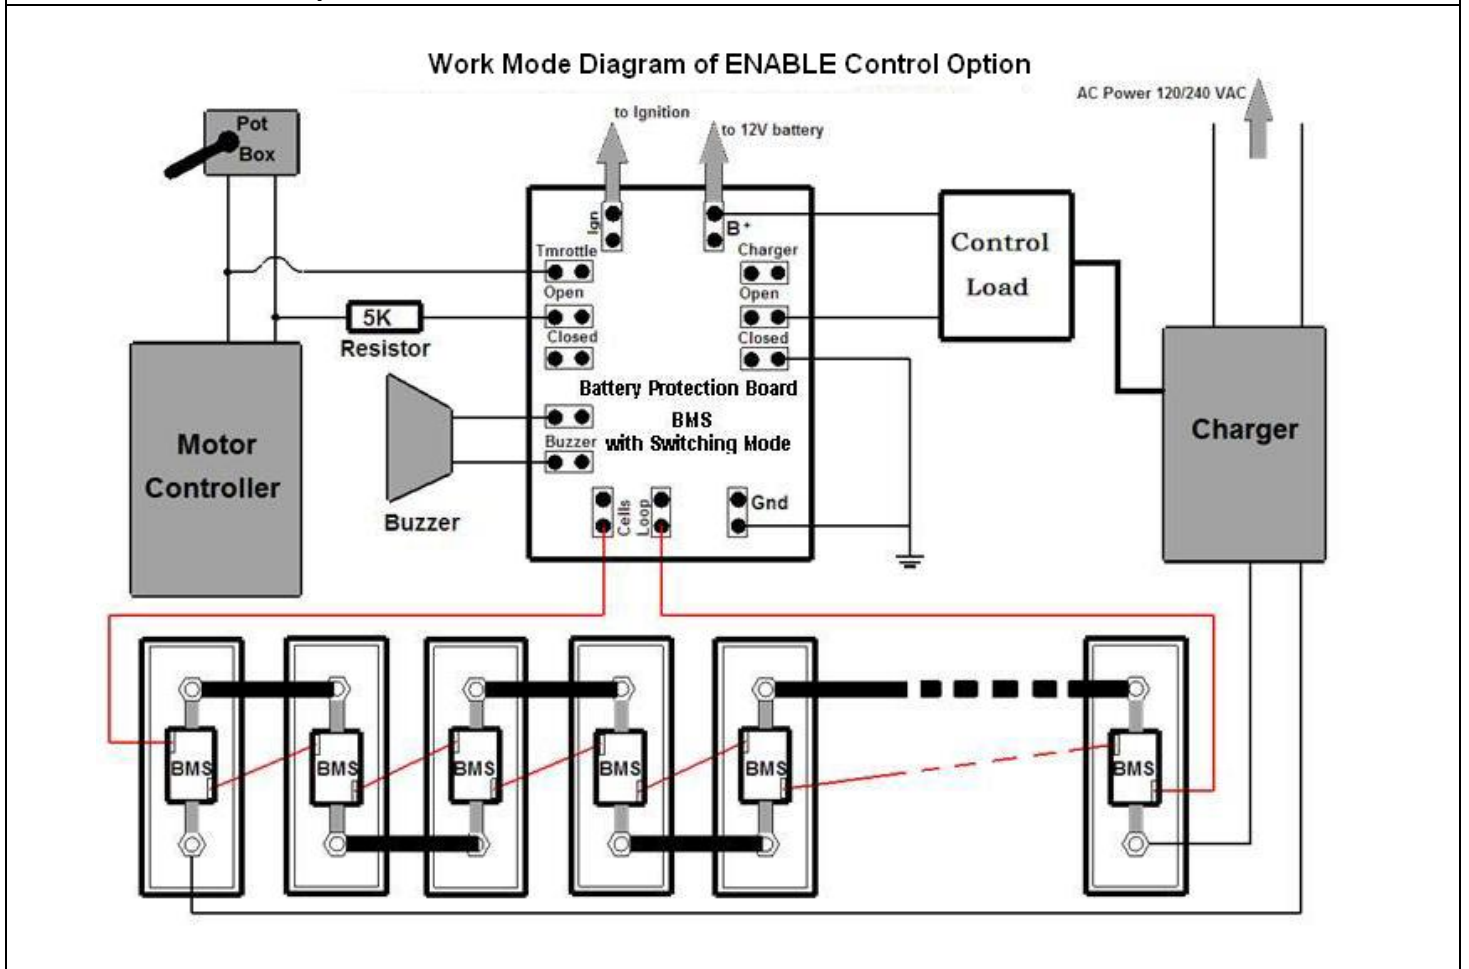 Work Mode Diagram of ENABLE Control Option
AC Power 120/240 VAC
to Ignition
to 12V battery
Pot
Box
Ign
B+
Tmrottle
Charger
Open
Open
Closed
Closed
Control
Load
5K
Resistor
Battery Protection Board
BMS
with Switching Mode
Buzzer
Buzzer
Motor
Controller
Charger
Cells
Loop
Gnd
BMS
BMS
BMS
BMS
BMS
BMS